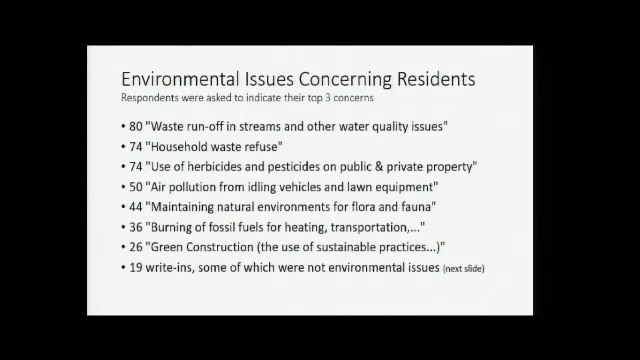 Environmental Issues Concerning Residents
Respondents were asked to indicate their top 3 concerns
• 80 "Waste run-off in streams and other water quality issues"
• 74 "Household waste refuse"
• 74 "Use of herbicides and pesticides on public & private property"
• 50 "Air pollution from idling vehicles and lawn equipment"
• 44 "Maintaining natural environments for flora and fauna"
• 36 "Burning of fossil fuels for heating, transportation,..."
• 26 "Green Construction (the use of sustainable practices...)"
• 19 write-ins, some of which were not environmental issues (next slide)